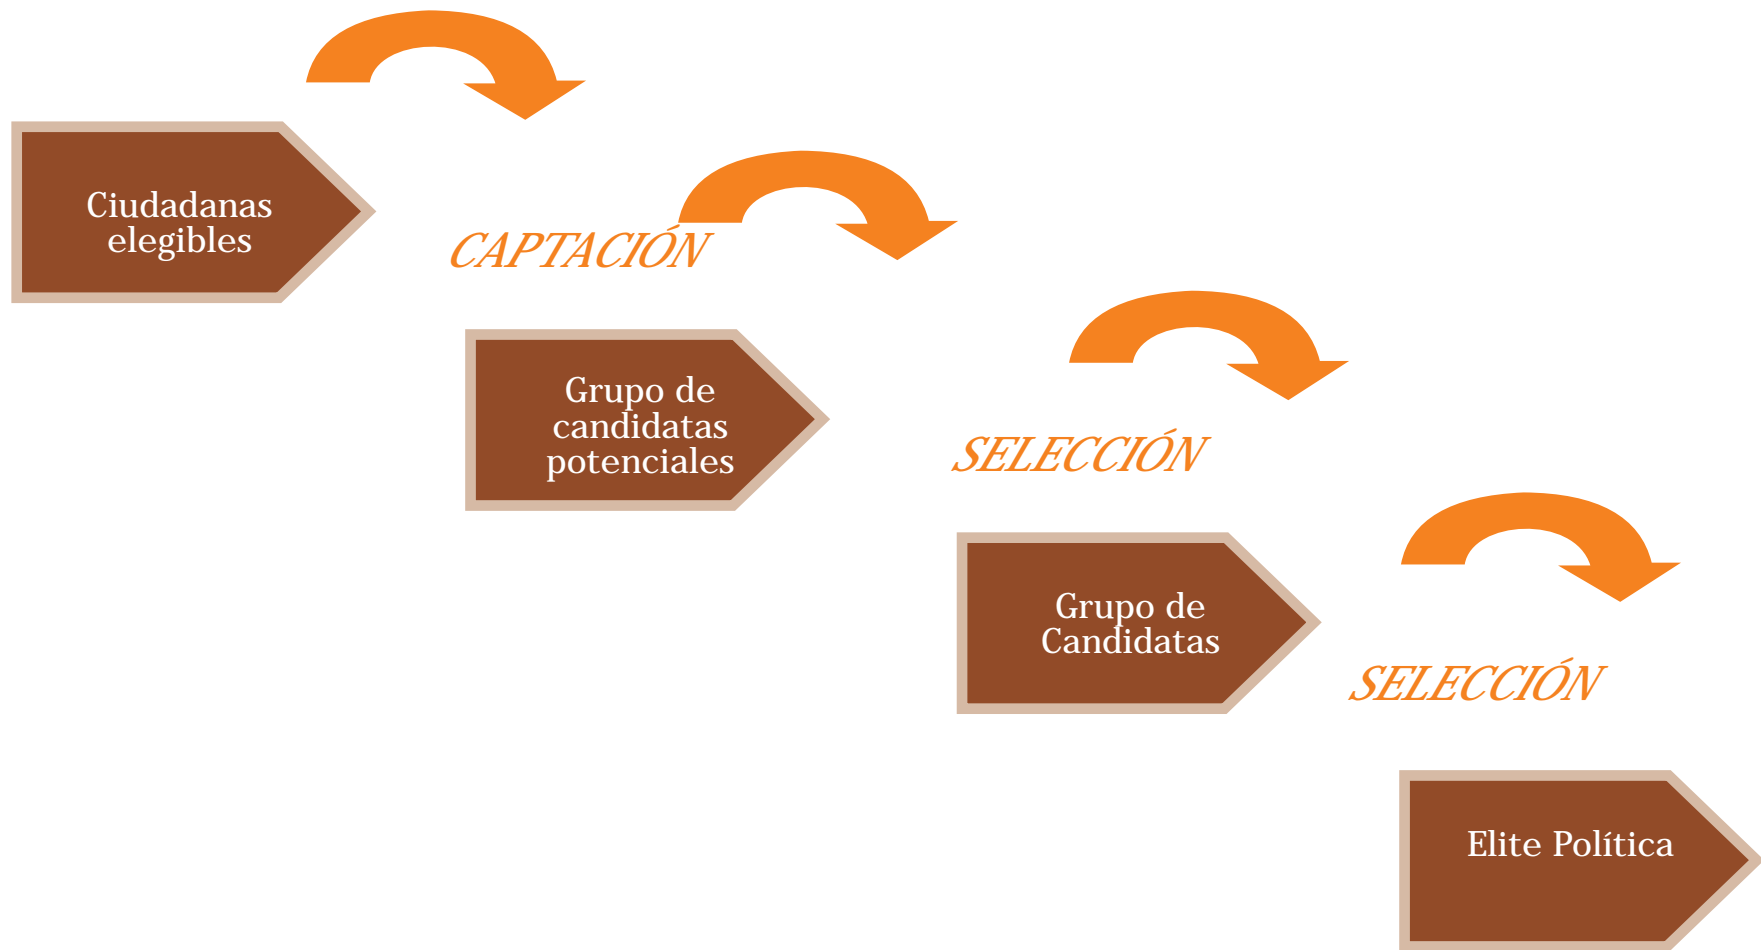 Ciudadanas
elegibles
CAPTACIÓN
Grupo de
candidatas
potenciales
SELECCIÓN
Grupo de
Candidatas
SELECCIÓN
Elite Política